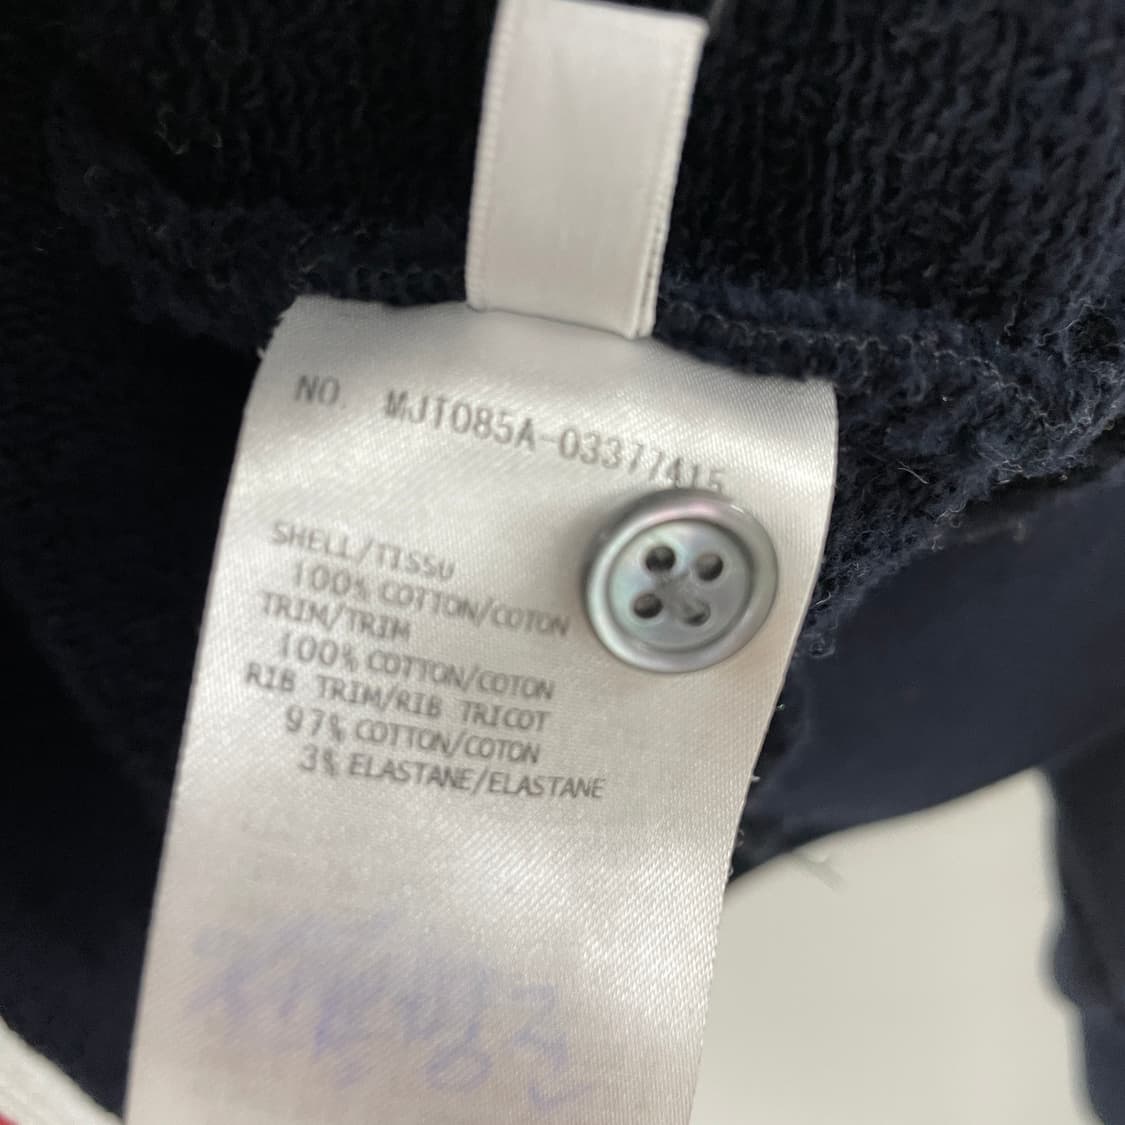 NO. MJT085A-03377415
SHELL/TISSU
100% COTTON/COTON
TRIM/TRIM
100% COTTON/COTON
RIB TRIM/RIB TRICOT
97% COTTON/COTON
3% ELASTANE/ELASTANE